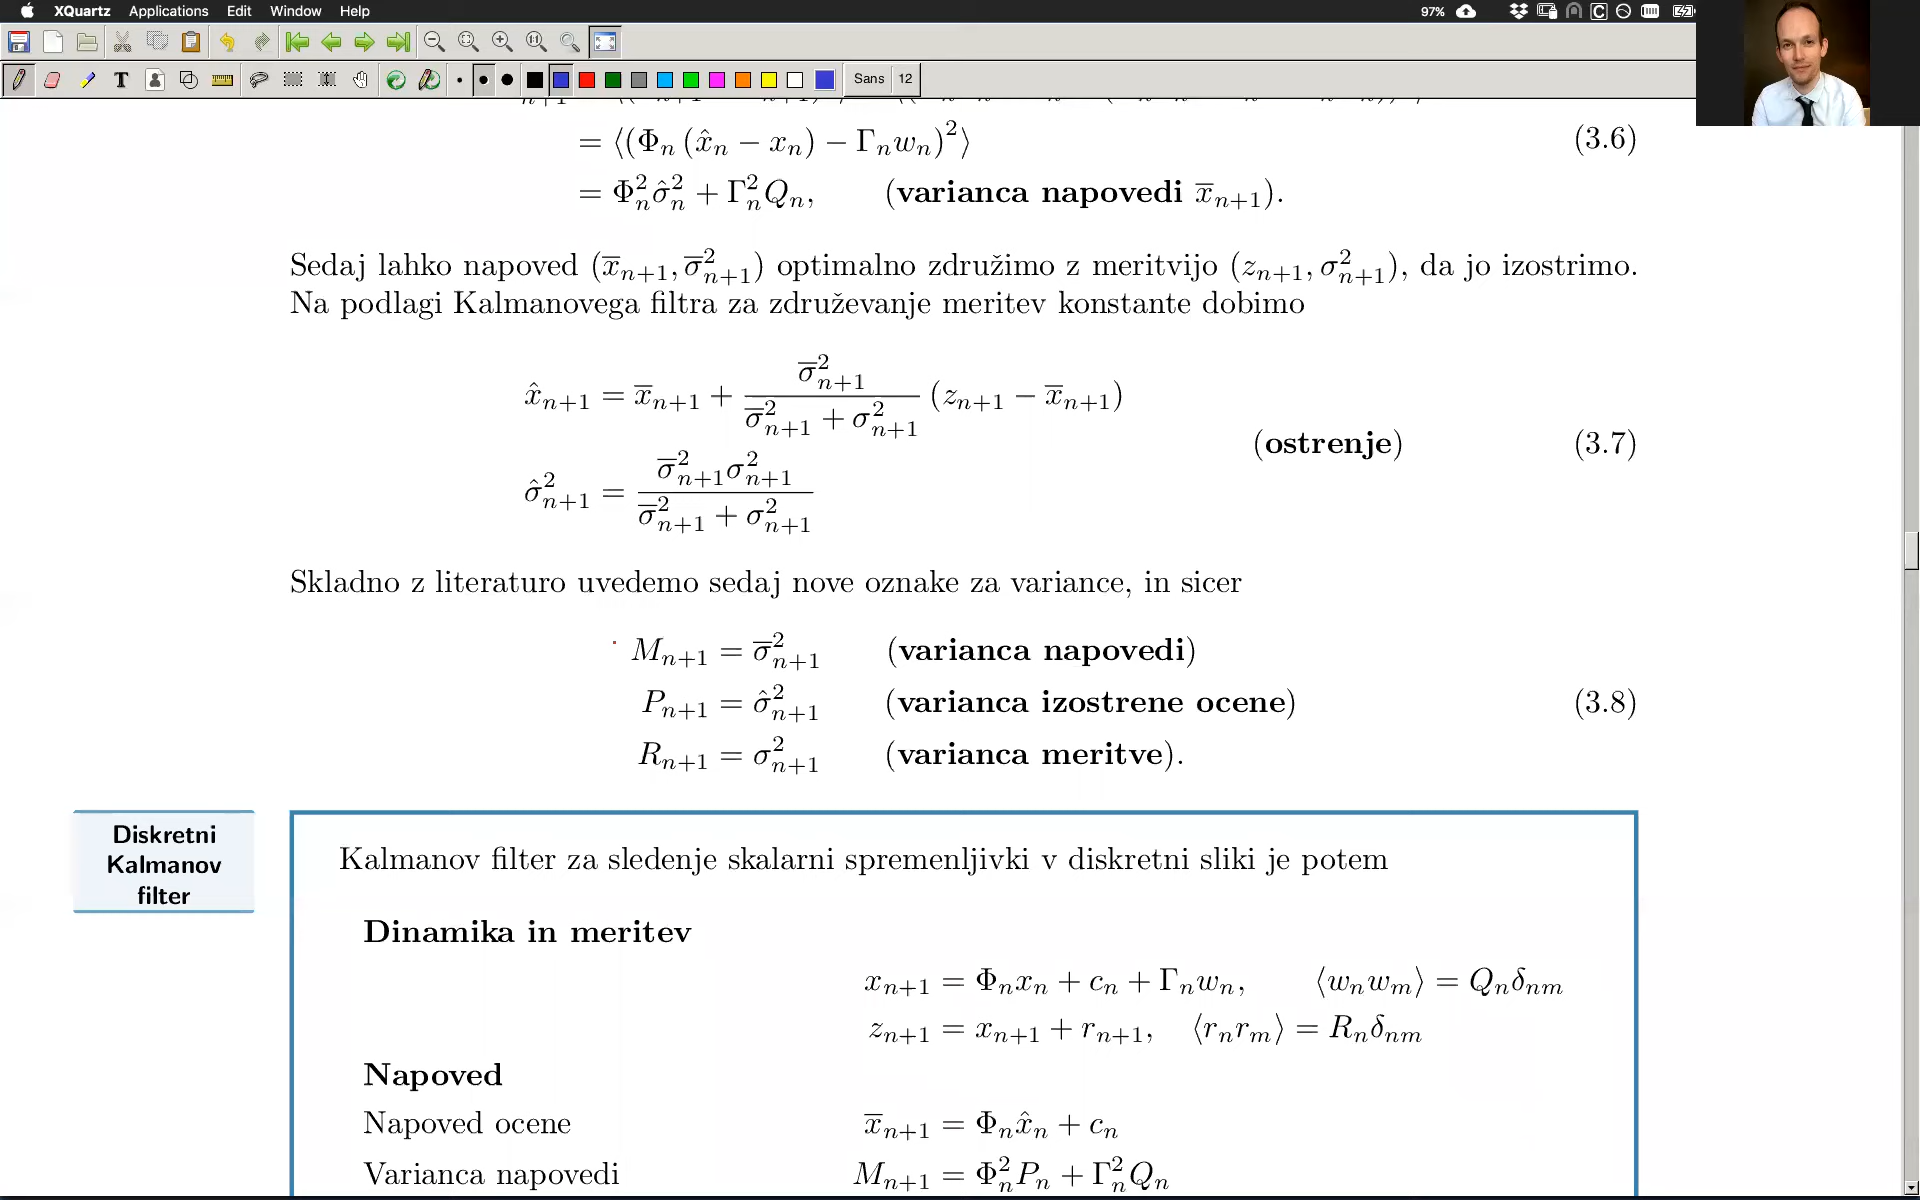 XQuartz Applications Edit Window Help 97%
Sans 12
= ⟨(Φ_n (x̂_n − x_n) − Γ_n w_n)^2⟩ (3.6)
= Φ_n^2 σ̂_n^2 + Γ_n^2 Q_n, (varianca napovedi x̅_{n+1}).
Sedaj lahko napoved (x̅_{n+1}, σ̅_{n+1}^2) optimalno združimo z meritvijo (z_{n+1}, σ_{n+1}^2), da jo izostrimo.
Na podlagi Kalmanovega filtra za združevanje meritev konstante dobimo
x̂_{n+1} = x̅_{n+1} + \frac{σ̅_{n+1}^2}{σ̅_{n+1}^2 + σ_{n+1}^2} (z_{n+1} − x̅_{n+1})
(ostrenje) (3.7)
σ̂_{n+1}^2 = \frac{σ̅_{n+1}^2 σ_{n+1}^2}{σ̅_{n+1}^2 + σ_{n+1}^2}
Skladno z literaturo uvedemo sedaj nove oznake za variance, in sicer
M_{n+1} = σ̅_{n+1}^2 (varianca napovedi)
P_{n+1} = σ̂_{n+1}^2 (varianca izostrene ocene) (3.8)
R_{n+1} = σ_{n+1}^2 (varianca meritve).
Diskretni
Kalmanov
filter
Kalmanov filter za sledenje skalarni spremenljivki v diskretni sliki je potem
Dinamika in meritev
x_{n+1} = Φ_n x_n + c_n + Γ_n w_n, ⟨w_n w_m⟩ = Q_n δ_{nm}
z_{n+1} = x_{n+1} + r_{n+1}, ⟨r_n r_m⟩ = R_n δ_{nm}
Napoved
Napoved ocene x̅_{n+1} = Φ_n x̂_n + c_n
Varianca napovedi M_{n+1} = Φ_n^2 P_n + Γ_n^2 Q_n